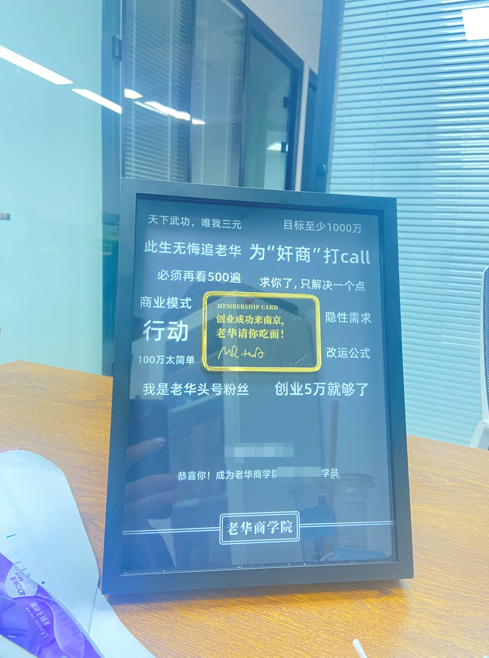 天下武功，唯我三元
目标至少1000万
此生无悔追老华
为“奸商”打call
必须再看500遍
求你了，只解决一个点
商业模式
MEMBERSHIP CARD
创业成功来南京，
老华请你吃面！
MR.HUA
隐性需求
行动
改运公式
100万太简单
我是老华头号粉丝
创业5万就够了
恭喜你！成为老华商学院
学员
老华商学院